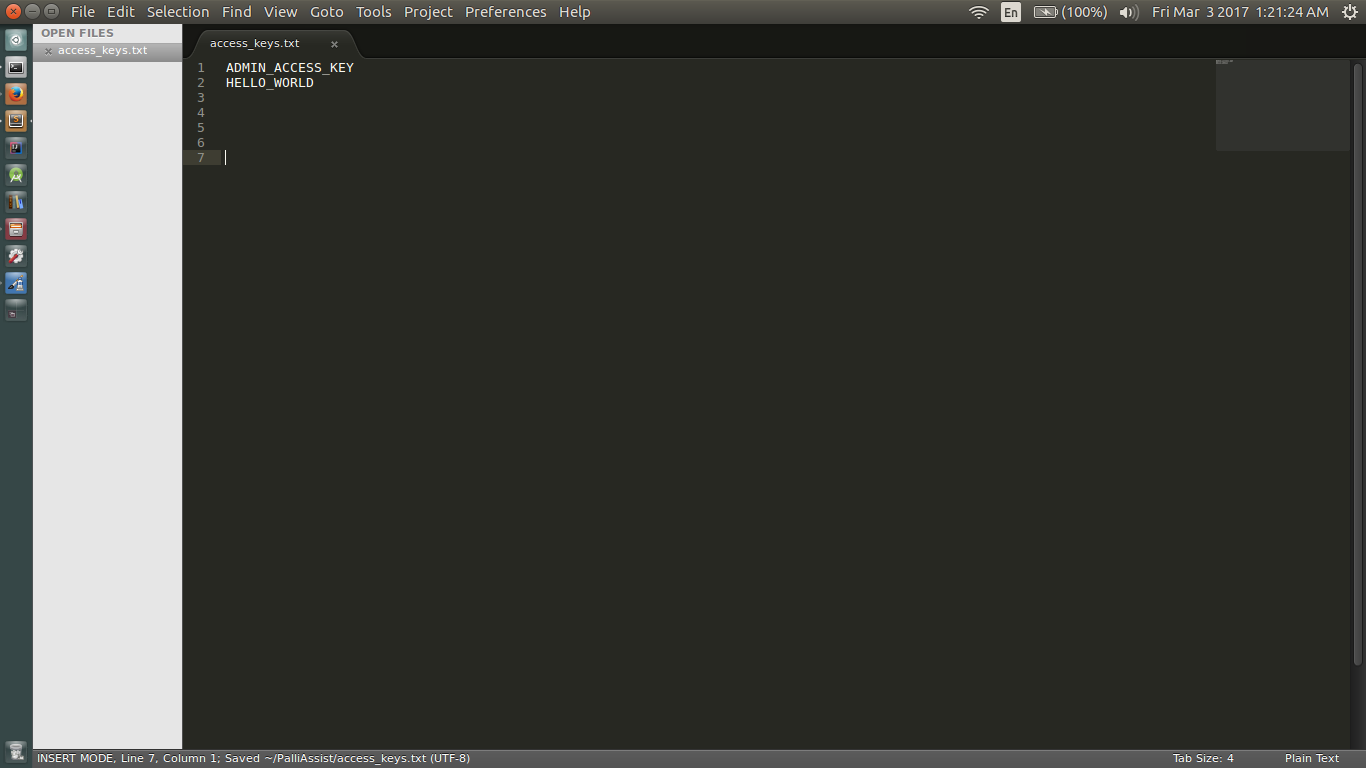 File Edit Selection Find View Goto Tools Project Preferences Help En (100%) Fri Mar 3 2017 1:21:24 AM
OPEN FILES
access_keys.txt
access_keys.txt
1 ADMIN_ACCESS_KEY
2 HELLO_WORLD
3
4
5
6
7
INSERT MODE, Line 7, Column 1; Saved ~/PalliAssist/access_keys.txt (UTF-8) Tab Size: 4 Plain Text